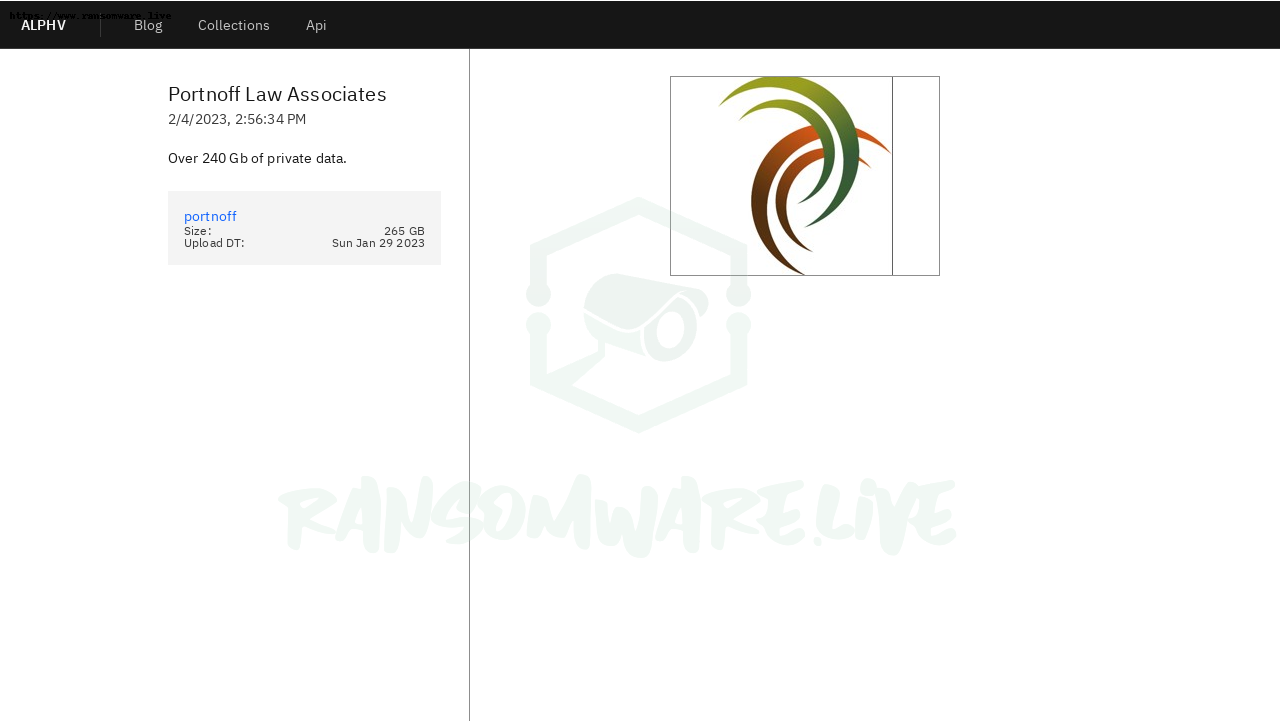 https://www.ransomware.live
ALPHV
Blog
Collections
Api
Portnoff Law Associates
2/4/2023, 2:56:34 PM
Over 240 Gb of private data.
portnoff
Size: 265 GB
Upload DT: Sun Jan 29 2023
RANSOMWARE.LIVE